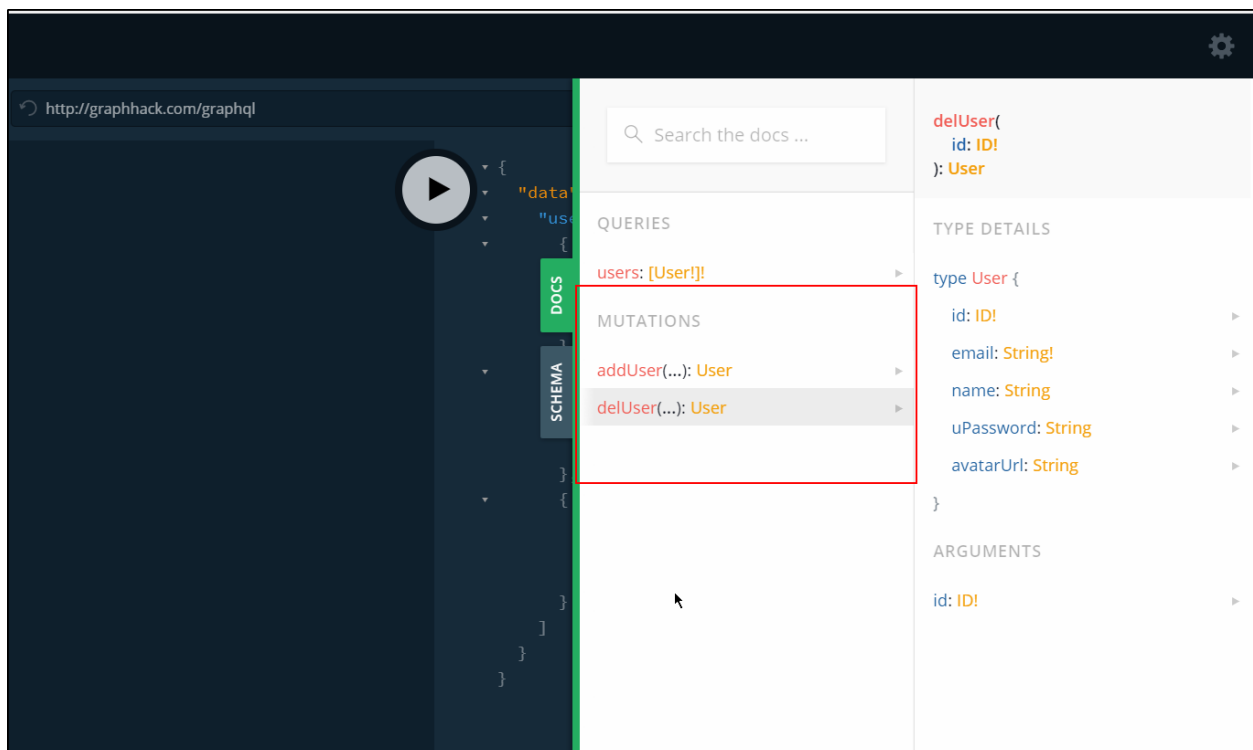 http://graphhack.com/graphql
{
"data"
"use
{
}
}
{
}
]
}
}
DOCS
SCHEMA
Search the docs ...
QUERIES
users: [User!]!
MUTATIONS
addUser(...): User
delUser(...): User
delUser(
id: ID!
): User
TYPE DETAILS
type User {
id: ID!
email: String!
name: String
uPassword: String
avatarUrl: String
}
ARGUMENTS
id: ID!